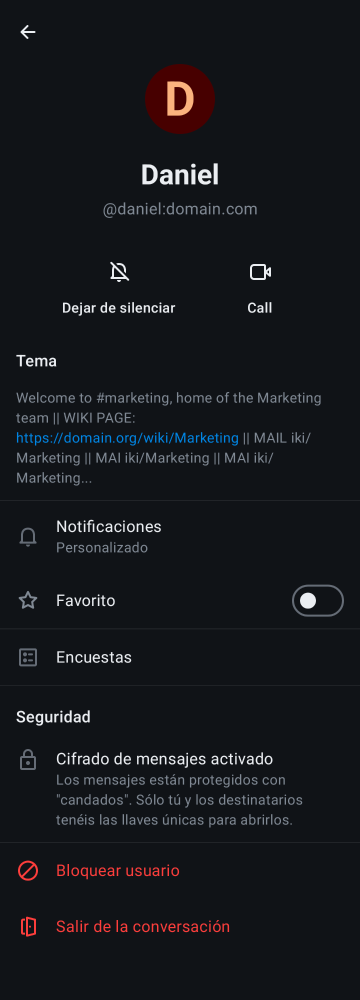 D
Daniel
@daniel:domain.com
Dejar de silenciar
Call
Tema
Welcome to #marketing, home of the Marketing
team || WIKI PAGE:
https://domain.org/wiki/Marketing || MAIL iki/
Marketing || MAI iki/Marketing || MAI iki/
Marketing...
Notificaciones
Personalizado
Favorito
Encuestas
Seguridad
Cifrado de mensajes activado
Los mensajes están protegidos con
"candados". Sólo tú y los destinatarios
tenéis las llaves únicas para abrirlos.
Bloquear usuario
Salir de la conversación